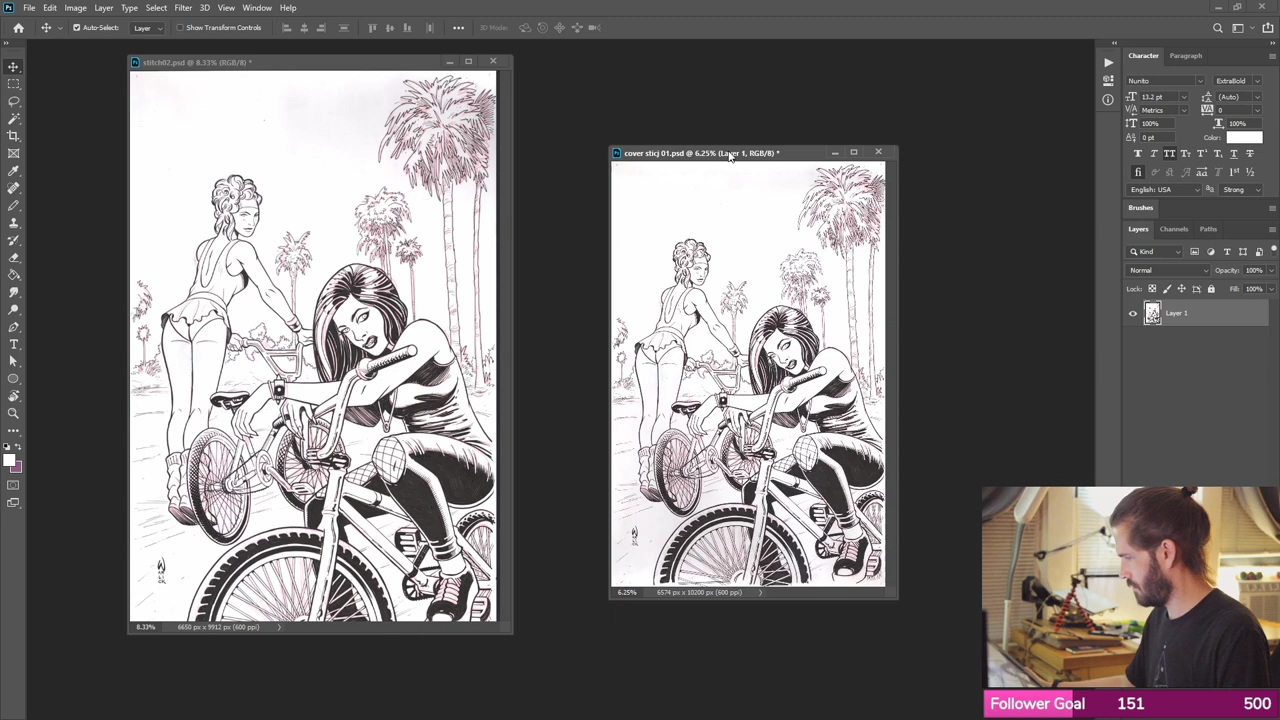 Ps File Edit Image Layer Type Select Filter 3D View Window Help
Auto-Select: Layer Show Transform Controls 3D Mode:
stitch02.psd @ 8.33% (RGB/8) *
8.33% 6650 px x 9912 px (600 ppi)
cover sticj 01.psd @ 6.25% (Layer 1, RGB/8) *
6.25% 6574 px x 10200 px (600 ppi)
Character Paragraph
Nunito ExtraBold
13.2 pt (Auto)
Metrics 0
100% 100%
0 pt Color:
English: USA Strong
Brushes
Layers Channels Paths
Kind
Normal Opacity: 100%
Lock: Fill: 100%
Layer 1
Follower Goal 151 500